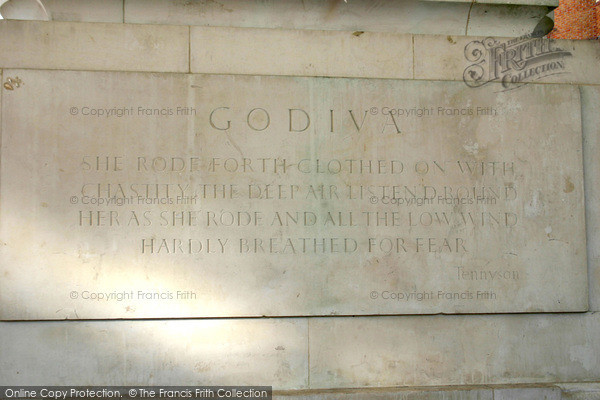 The FRANCIS FRITH COLLECTION
GODIVA
©Copyright Francis Frith ©Copyright Francis Frith
SHE RODE FORTH CLOTHED ON WITH
CHASTITY THE DEEP AIR LISTEN'D ROUND
©Copyright Francis Frith ©Copyright Francis Frith
HER AS SHE RODE AND ALL THE LOW WIND
HARDLY BREATHED FOR FEAR
Tennyson
©Copyright Francis Frith ©Copyright Francis Frith
Online Copy Protection. © The Francis Frith Collection